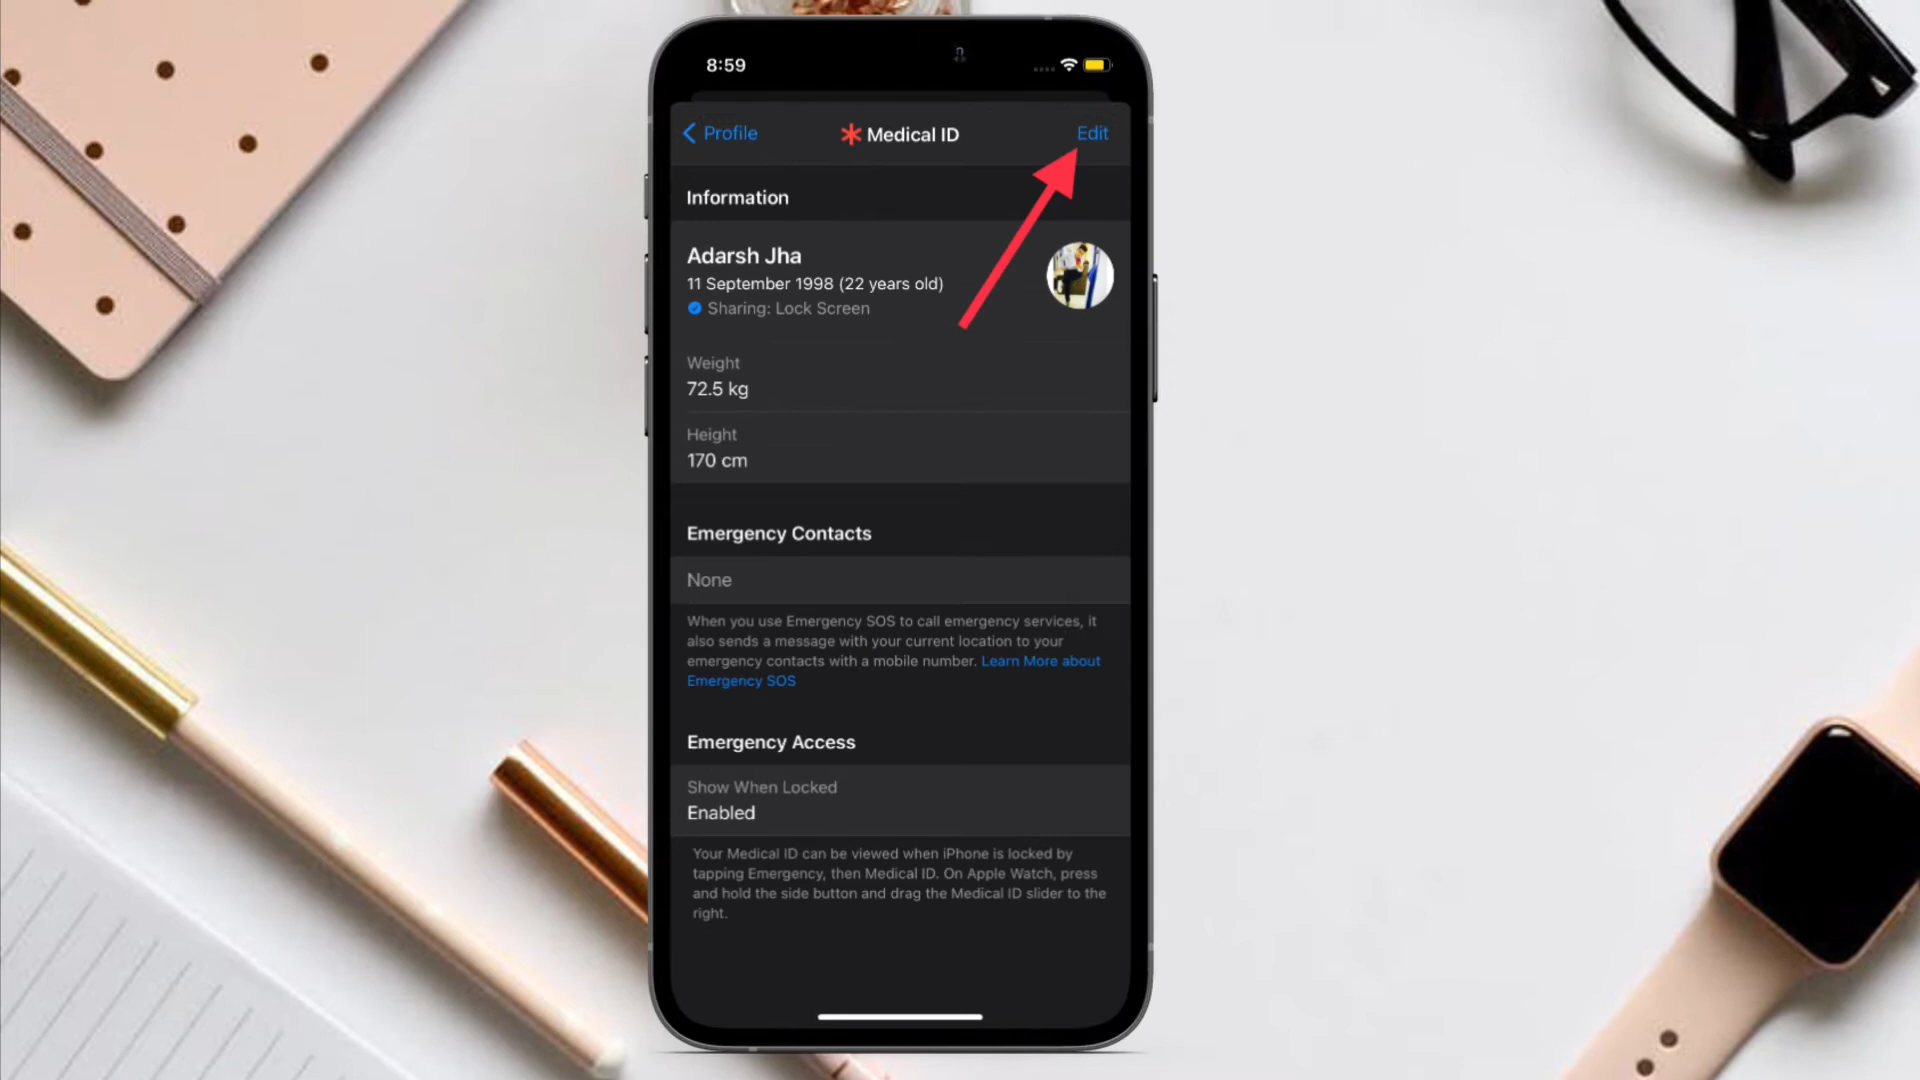 8:59
Profile
Medical ID
Edit
Information
Adarsh Jha
11 September 1998 (22 years old)
Sharing: Lock Screen
Weight
72.5 kg
Height
170 cm
Emergency Contacts
None
When you use Emergency SOS to call emergency services, it
also sends a message with your current location to your
emergency contacts with a mobile number. Learn More about
Emergency SOS
Emergency Access
Show When Locked
Enabled
Your Medical ID can be viewed when iPhone is locked by
tapping Emergency, then Medical ID. On Apple Watch, press
and hold the side button and drag the Medical ID slider to the
right.